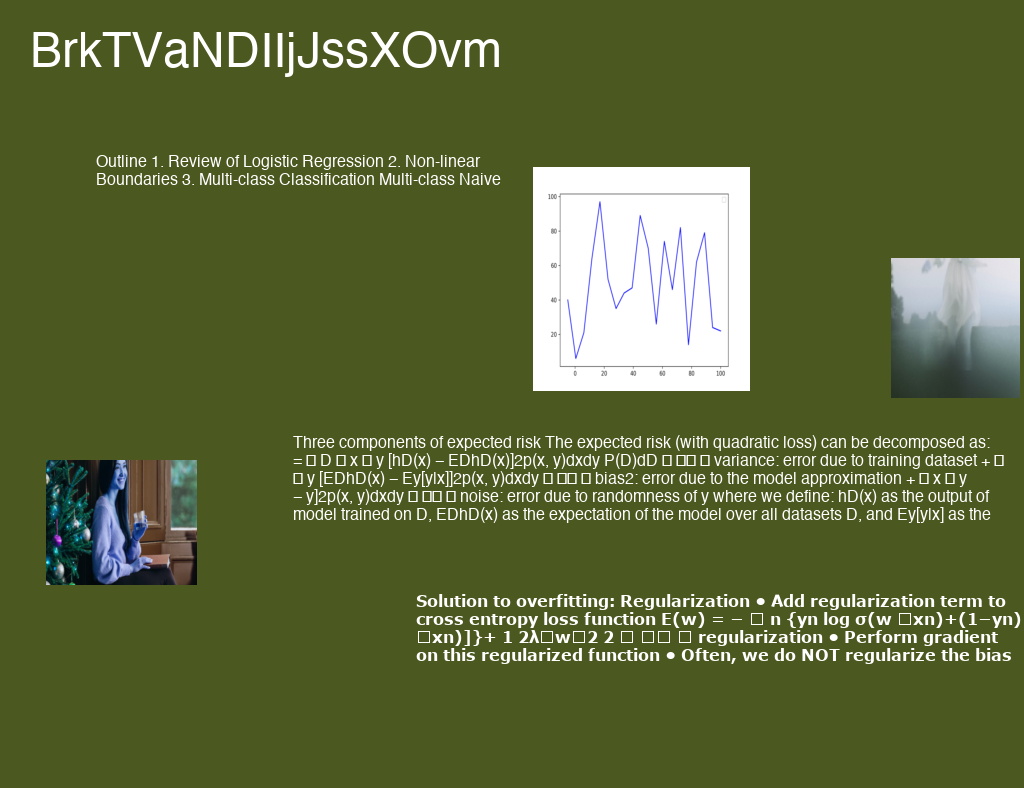 BrkTVaNDIIjJssXOvm
Outline 1. Review of Logistic Regression 2. Non-linear
Boundaries 3. Multi-class Classification Multi-class Naive
100
80
60
40
20
0 20 40 60 80 100
Three components of expected risk The expected risk (with quadratic loss) can be decomposed as:
= □ D □ x □ y [hD(x) − EDhD(x)]2p(x, y)dxdy P(D)dD □ □□ □ variance: error due to training dataset + □
□ y [EDhD(x) − Ey[y|x]]2p(x, y)dxdy □ □□ □ bias2: error due to the model approximation + □ x □ y
− y]2p(x, y)dxdy □ □□ □ noise: error due to randomness of y where we define: hD(x) as the output of
model trained on D, EDhD(x) as the expectation of the model over all datasets D, and Ey[y|x] as the
Solution to overfitting: Regularization • Add regularization term to
cross entropy loss function E(w) = − □ n {yn log σ(w □xn)+(1−yn)
□xn)]}+ 1 2λ□w□2 2 □ □□ □ regularization • Perform gradient
on this regularized function • Often, we do NOT regularize the bias